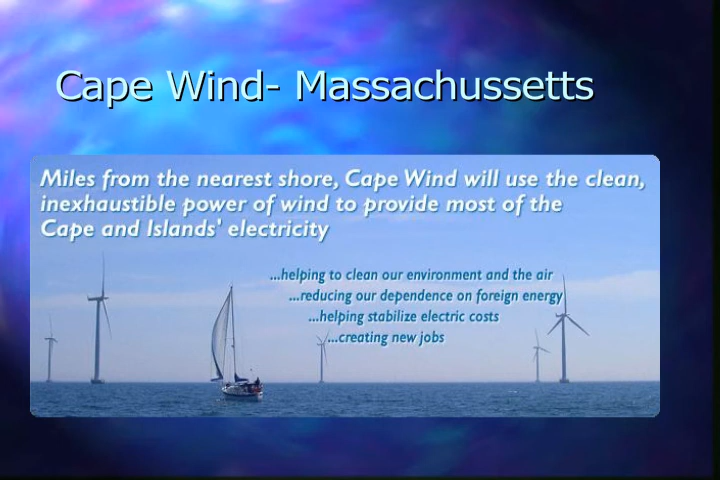 Cape Wind- Massachussetts
Miles from the nearest shore, Cape Wind will use the clean,
inexhaustible power of wind to provide most of the
Cape and Islands' electricity
...helping to clean our environment and the air
...reducing our dependence on foreign energy
...helping stabilize electric costs
...creating new jobs